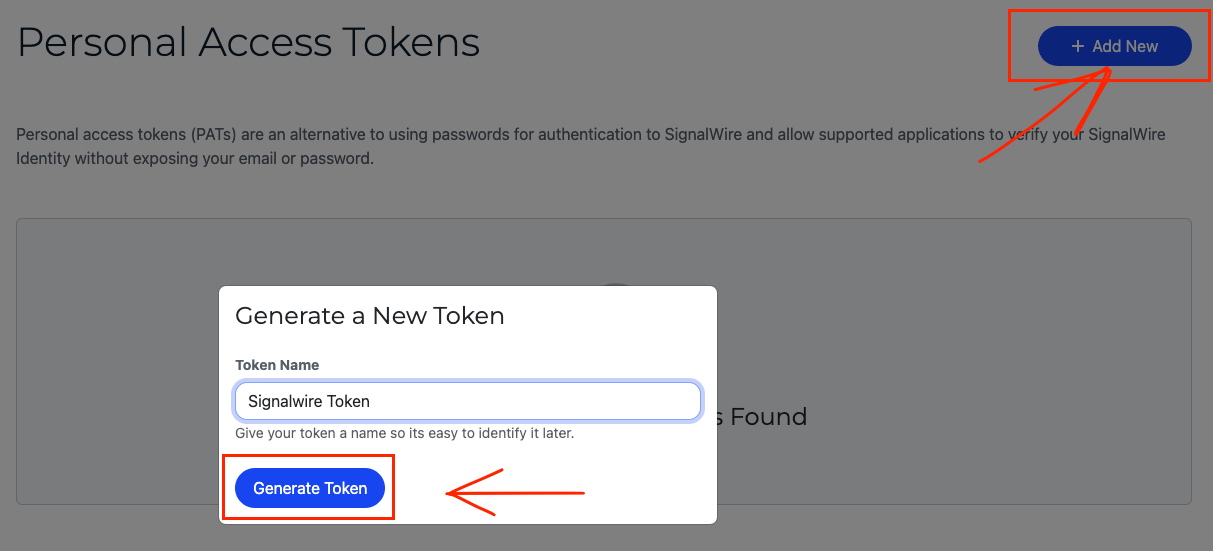 Personal Access Tokens
+ Add New
Personal access tokens (PATs) are an alternative to using passwords for authentication to SignalWire and allow supported applications to verify your SignalWire
Identity without exposing your email or password.
Generate a New Token
Token Name
Signalwire Token
Found
Give your token a name so its easy to identify it later.
Generate Token